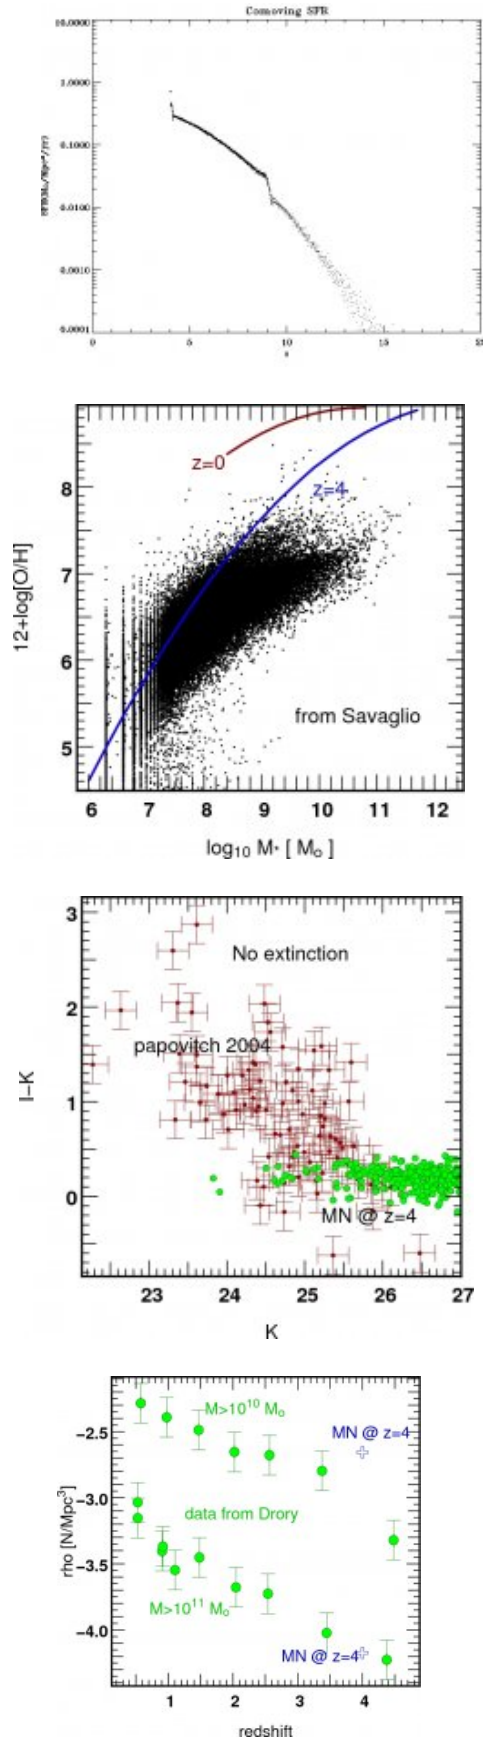 Comoving SFR
10.0000
1.0000
0.1000
0.0100
0.0010
0.0001
0 5 10 15 20
z=0
z=4
8
7
6
5
12+log[O/H]
from Savaglio
6 7 8 9 10 11 12
log10 M* [ Mo ]
3
2
1
0
I−K
No extinction
papovitch 2004
MN @ z=4
23 24 25 26 27
K
−2.5
−3.0
−3.5
−4.0
rho [N/Mpc3]
M>10^10 Mo
MN @ z=4
data from Drory
M>10^11 Mo
MN @ z=4
1 2 3 4
redshift